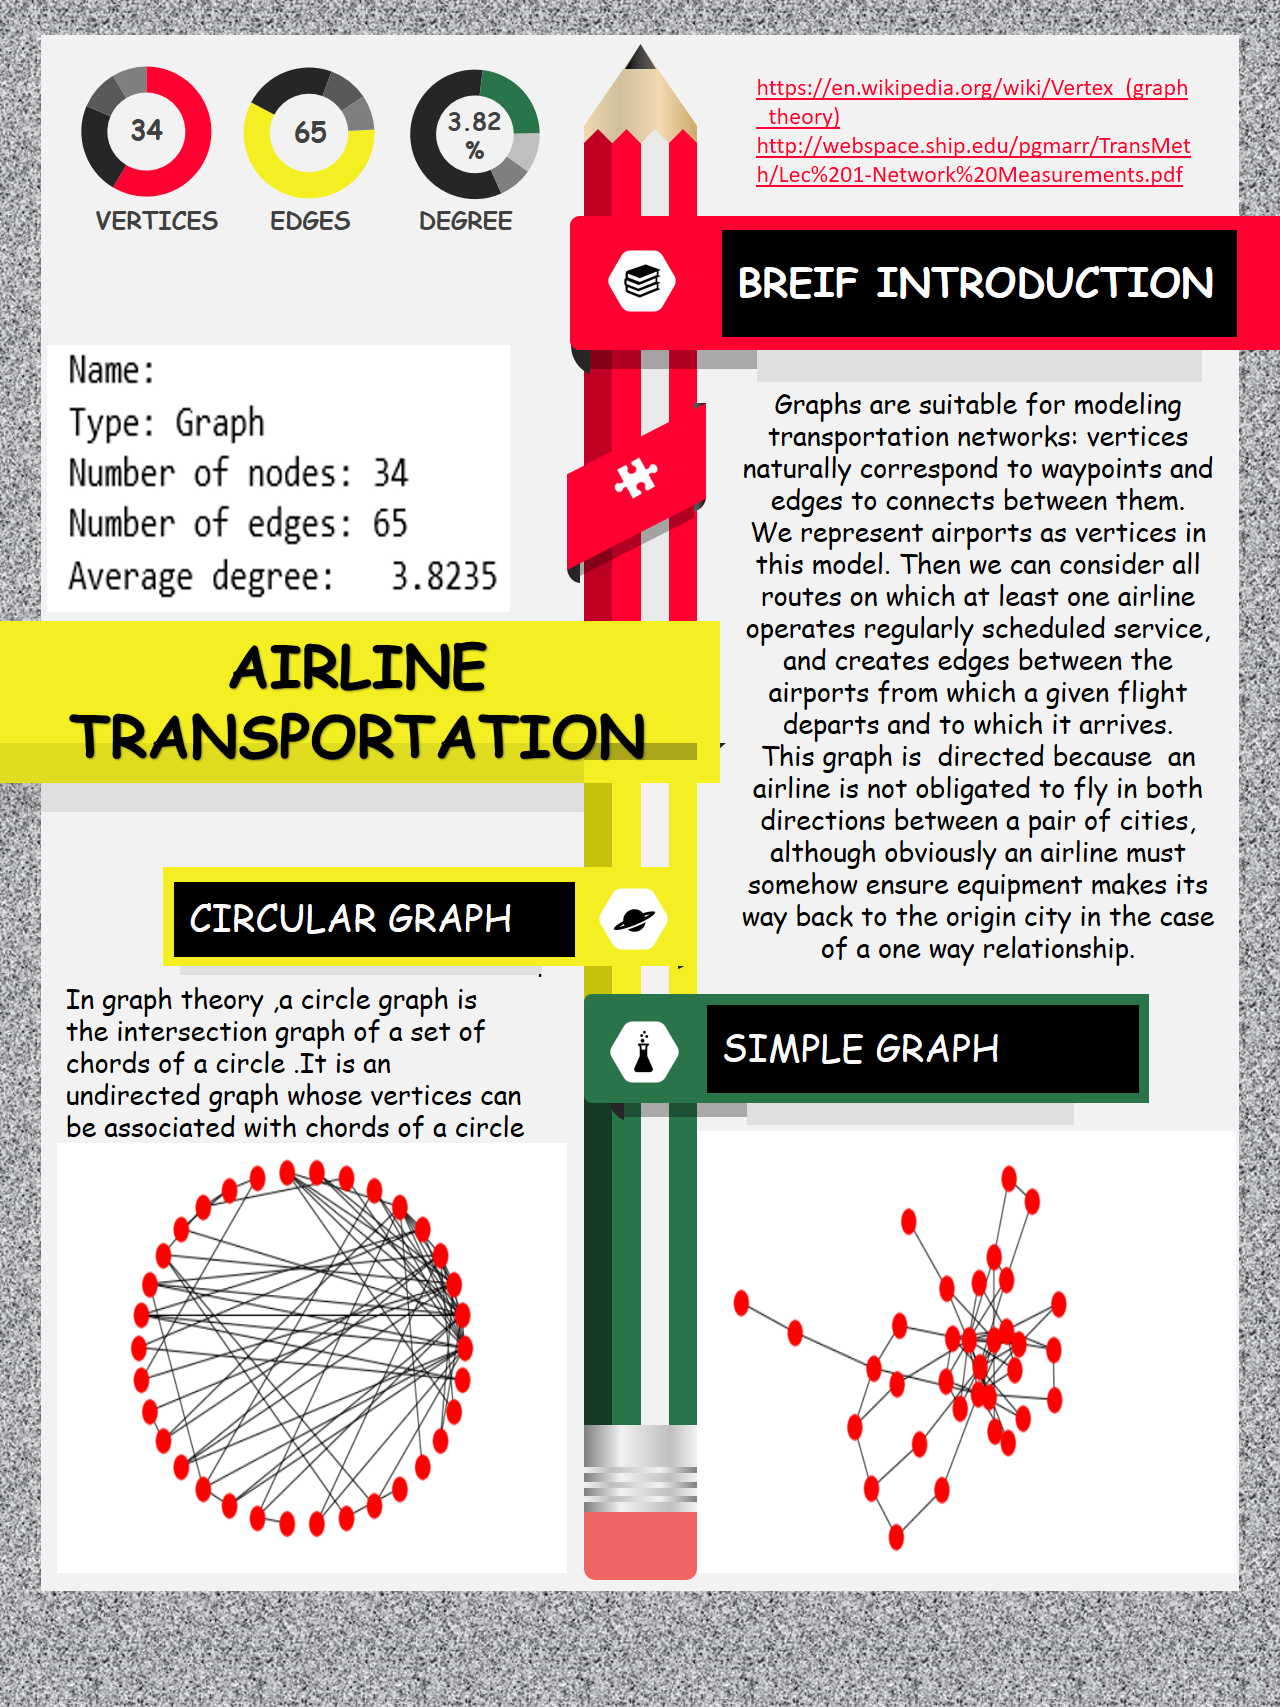 34
65
3.82
%
VERTICES
EDGES
DEGREE
https://en.wikipedia.org/wiki/Vertex_(graph
_theory)
http://webspace.ship.edu/pgmarr/TransMet
h/Lec%201-Network%20Measurements.pdf
BREIF INTRODUCTION
Name:
Type: Graph
Number of nodes: 34
Number of edges: 65
Average degree: 3.8235
Graphs are suitable for modeling
transportation networks: vertices
naturally correspond to waypoints and
edges to connects between them.
We represent airports as vertices in
this model. Then we can consider all
routes on which at least one airline
operates regularly scheduled service,
and creates edges between the
airports from which a given flight
departs and to which it arrives.
This graph is directed because an
airline is not obligated to fly in both
directions between a pair of cities,
although obviously an airline must
somehow ensure equipment makes its
way back to the origin city in the case
of a one way relationship.
AIRLINE
TRANSPORTATION
CIRCULAR GRAPH
In graph theory ,a circle graph is
the intersection graph of a set of
chords of a circle .It is an
undirected graph whose vertices can
be associated with chords of a circle
SIMPLE GRAPH